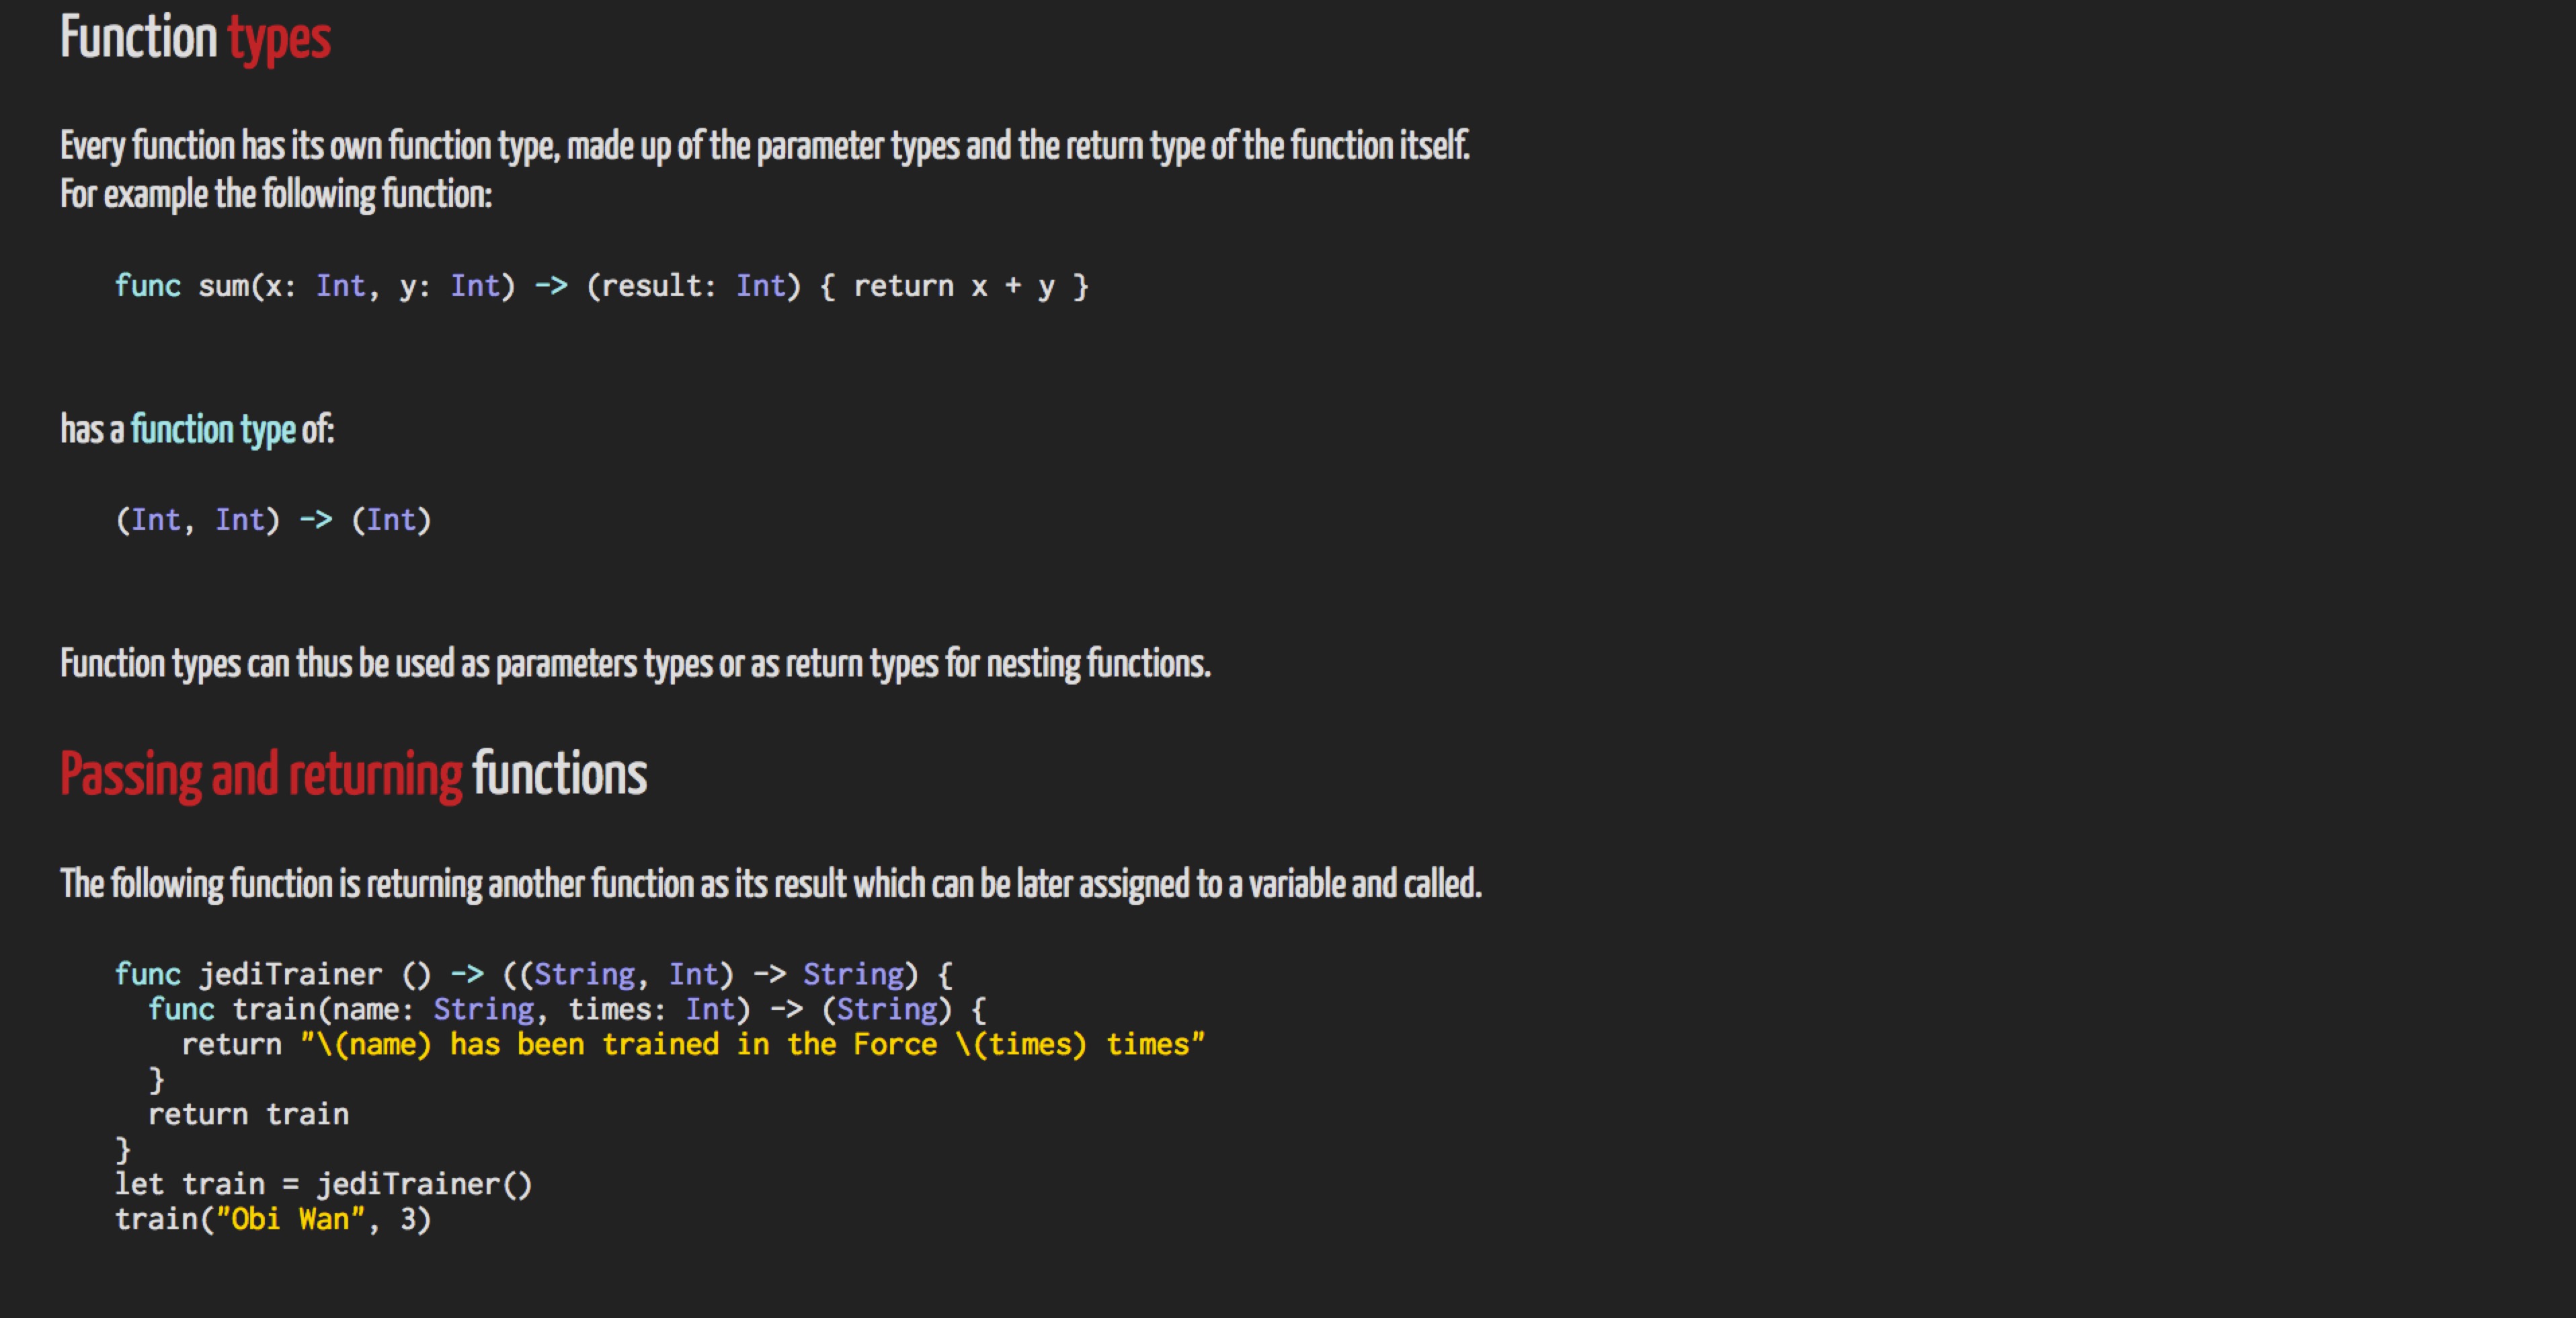 Function types
Every function has its own function type, made up of the parameter types and the return type of the function itself.
For example the following function:
func sum(x: Int, y: Int) -> (result: Int) { return x + y }
has a function type of:
(Int, Int) -> (Int)
Function types can thus be used as parameters types or as return types for nesting functions.
Passing and returning functions
The following function is returning another function as its result which can be later assigned to a variable and called.
func jediTrainer () -> ((String, Int) -> String) {
  func train(name: String, times: Int) -> (String) {
    return "\(name) has been trained in the Force \(times) times"
  }
  return train
}
let train = jediTrainer()
train("Obi Wan", 3)